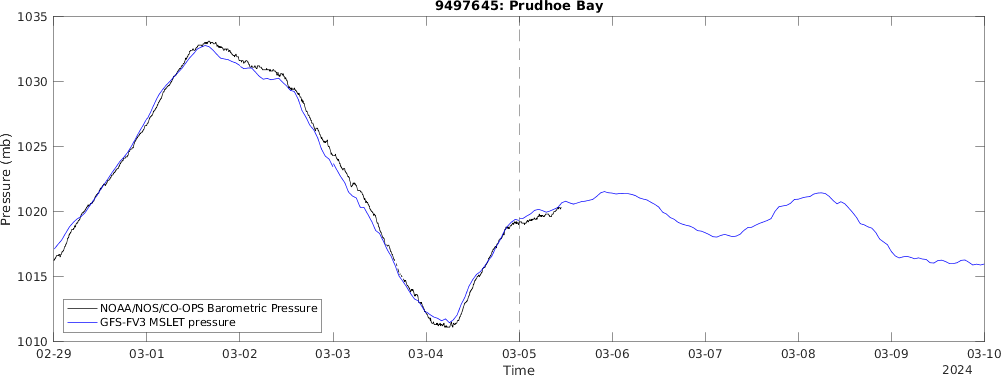 9497645: Prudhoe Bay
1035
1030
1025
1020
1015
1010
Pressure (mb)
NOAA/NOS/CO-OPS Barometric Pressure
GFS-FV3 MSLET pressure
02-29 03-01 03-02 03-03 03-04 03-05 03-06 03-07 03-08 03-09 03-10
Time
2024